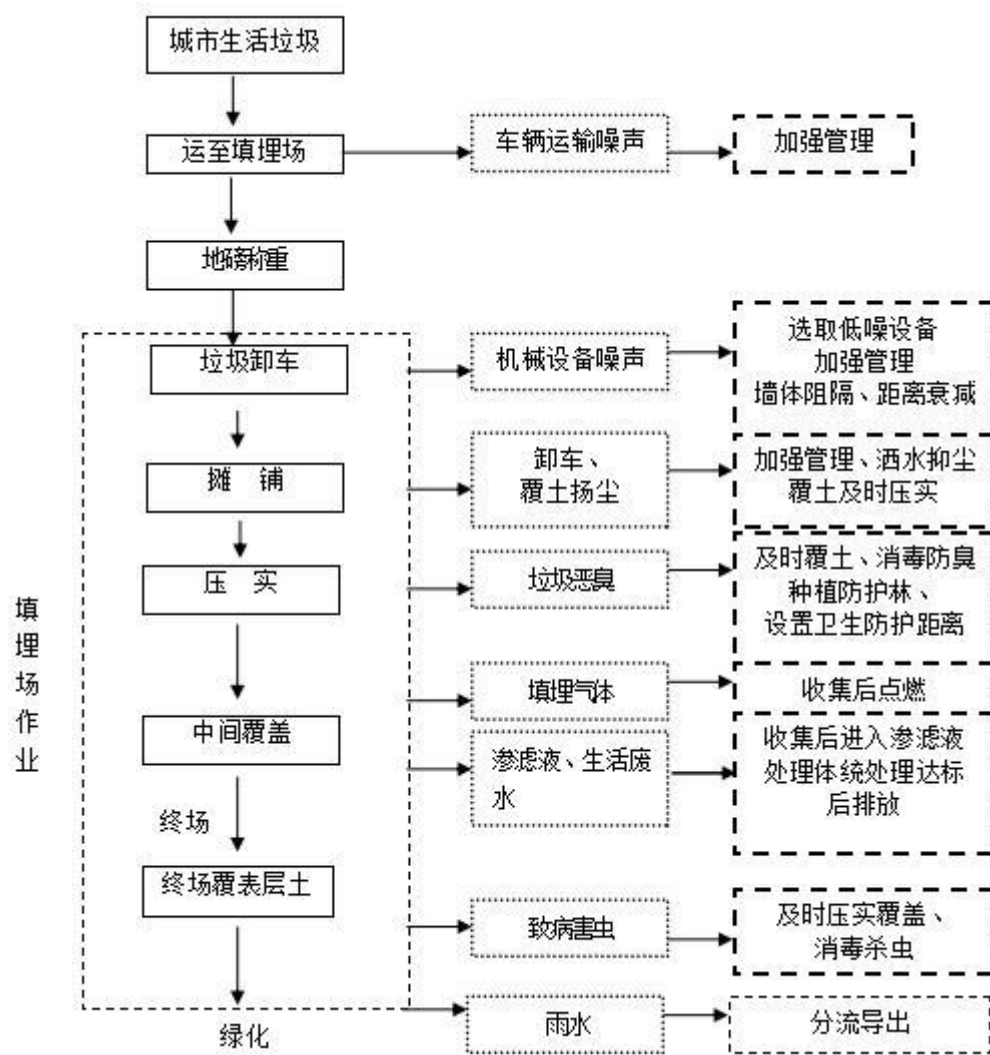 城市生活垃圾
运至填埋场
车辆运输噪声
加强管理
地磅称重
垃圾卸车
机械设备噪声
选取低噪设备
加强管理
墙体阻隔、距离衰减
摊 铺
卸车、
覆土扬尘
加强管理、洒水抑尘
覆土及时压实
压 实
垃圾恶臭
及时覆土、消毒防臭
种植防护林、
设置卫生防护距离
填埋场作业
填埋气体
收集后点燃
中间覆盖
渗滤液、生活废
水
收集后进入渗滤液
处理体统处理达标
后排放
终场
终场覆表层土
致病害虫
及时压实覆盖、
消毒杀虫
绿化
雨水
分流导出